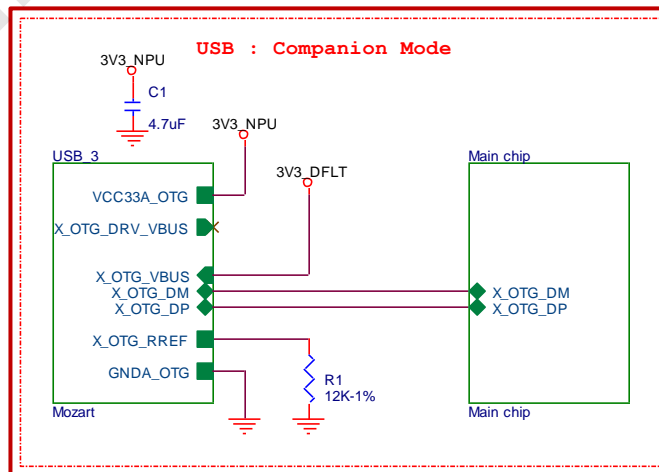 USB : Companion Mode
3V3_NPU
C1
4.7uF
3V3_NPU
USB_3
Main chip
3V3_DFLT
VCC33A_OTG
X_OTG_DRV_VBUS
X_OTG_VBUS
X_OTG_DM
X_OTG_DM
X_OTG_DP
X_OTG_DP
X_OTG_RREF
GNDA_OTG
R1
12K-1%
Mozart
Main chip